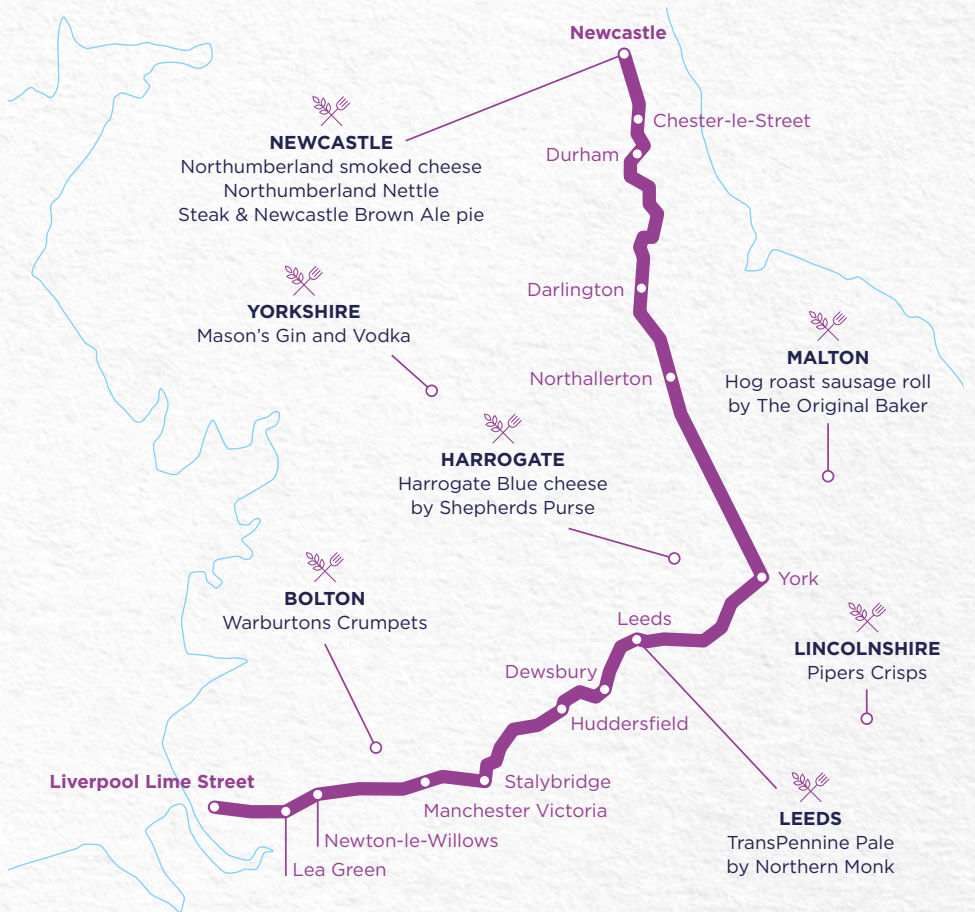 Newcastle
Chester-le-Street
Durham
NEWCASTLE
Northumberland smoked cheese
Northumberland Nettle
Steak & Newcastle Brown Ale pie
YORKSHIRE
Mason’s Gin and Vodka
Darlington
Northallerton
MALTON
Hog roast sausage roll
by The Original Baker
HARROGATE
Harrogate Blue cheese
by Shepherds Purse
York
BOLTON
Warburtons Crumpets
Leeds
LINCOLNSHIRE
Pipers Crisps
Dewsbury
Huddersfield
Liverpool Lime Street
Stalybridge
Manchester Victoria
Newton-le-Willows
Lea Green
LEEDS
TransPennine Pale
by Northern Monk